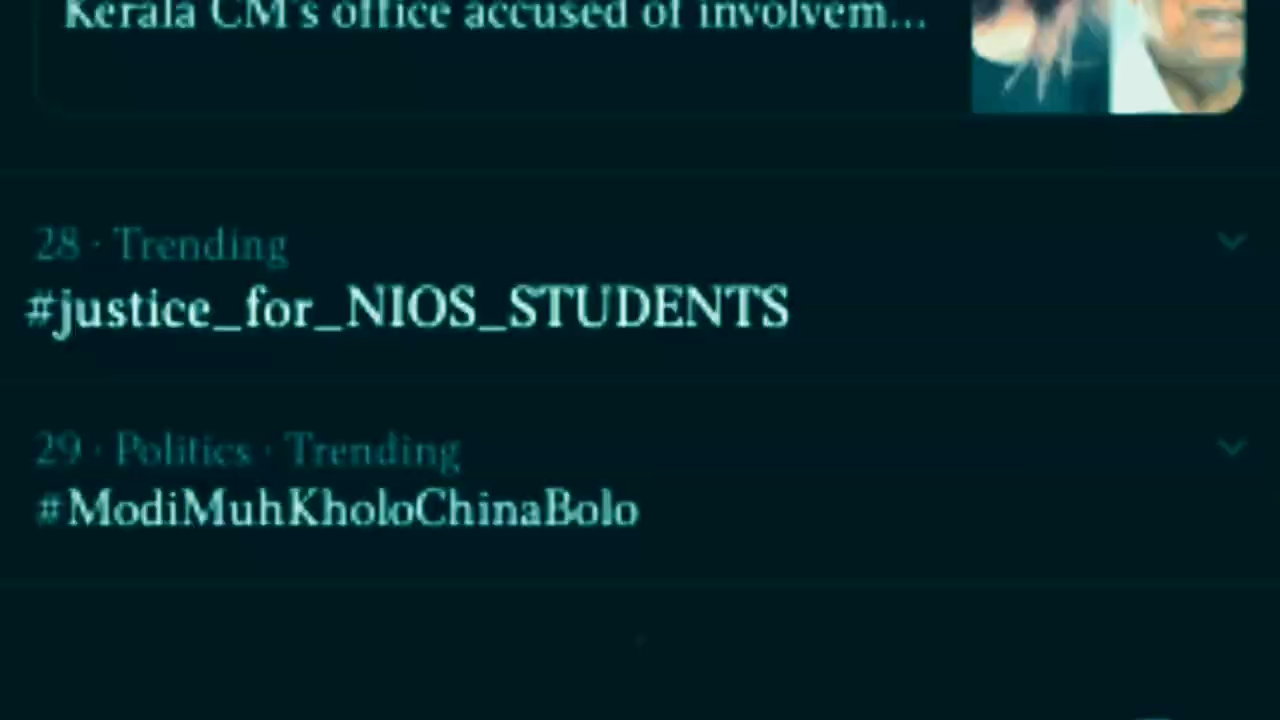 Kerala CM's office accused of involvem...
28 · Trending
#justice_for_NIOS_STUDENTS
29 · Politics · Trending
#ModiMuhKholoChinaBolo